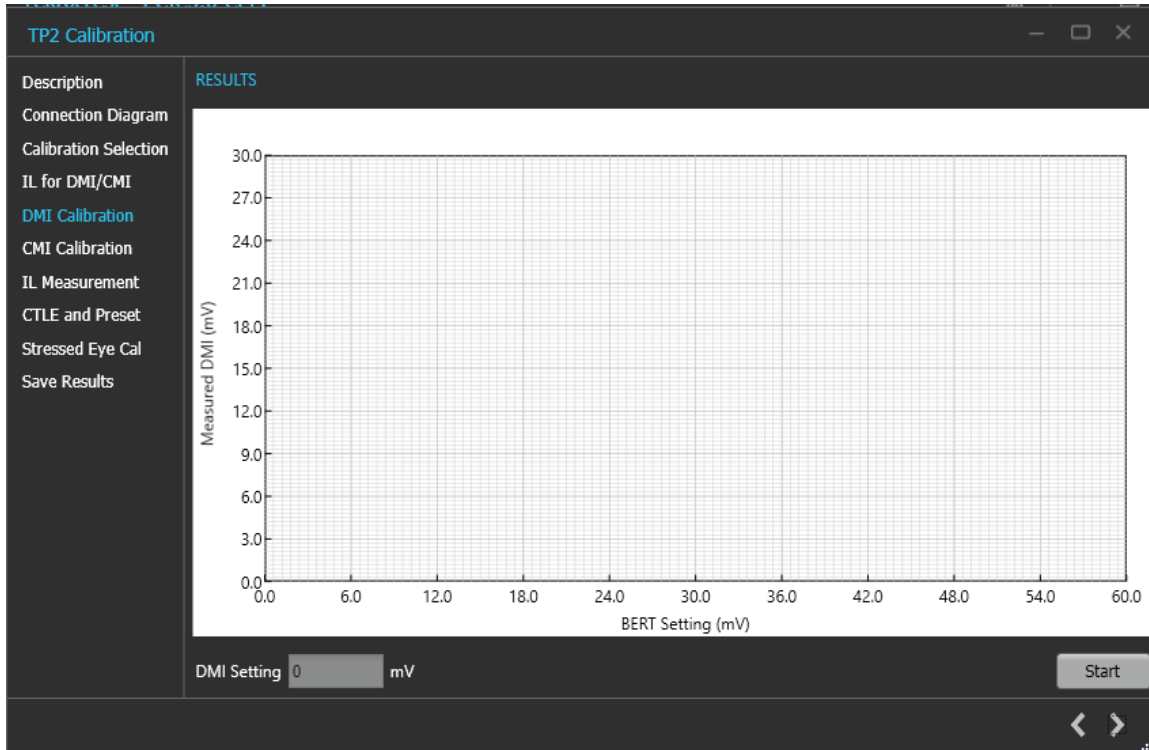 TP2 Calibration
Description
Connection Diagram
Calibration Selection
IL for DMI/CMI
DMI Calibration
CMI Calibration
IL Measurement
CTLE and Preset
Stressed Eye Cal
Save Results
RESULTS
Measured DMI (mV)
30.0
27.0
24.0
21.0
18.0
15.0
12.0
9.0
6.0
3.0
0.0
0.0 6.0 12.0 18.0 24.0 30.0 36.0 42.0 48.0 54.0 60.0
BERT Setting (mV)
DMI Setting 0 mV
Start